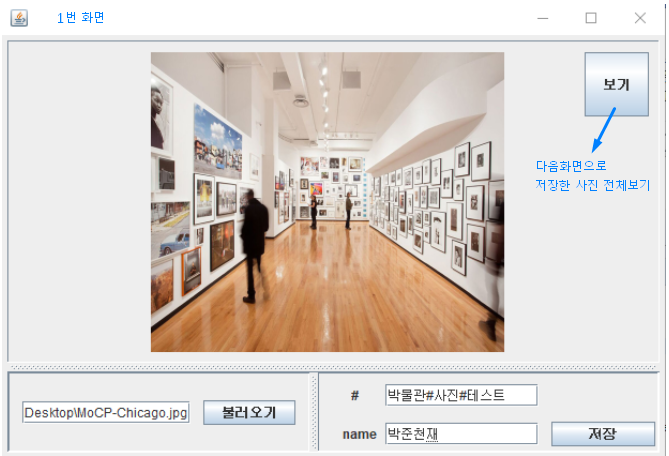 1번 화면
보기
다음화면으로
저장한 사진 전체보기
Desktop\MoCP-Chicago.jpg
불러오기
#
박물관#사진#테스트
name
박준천재
저장